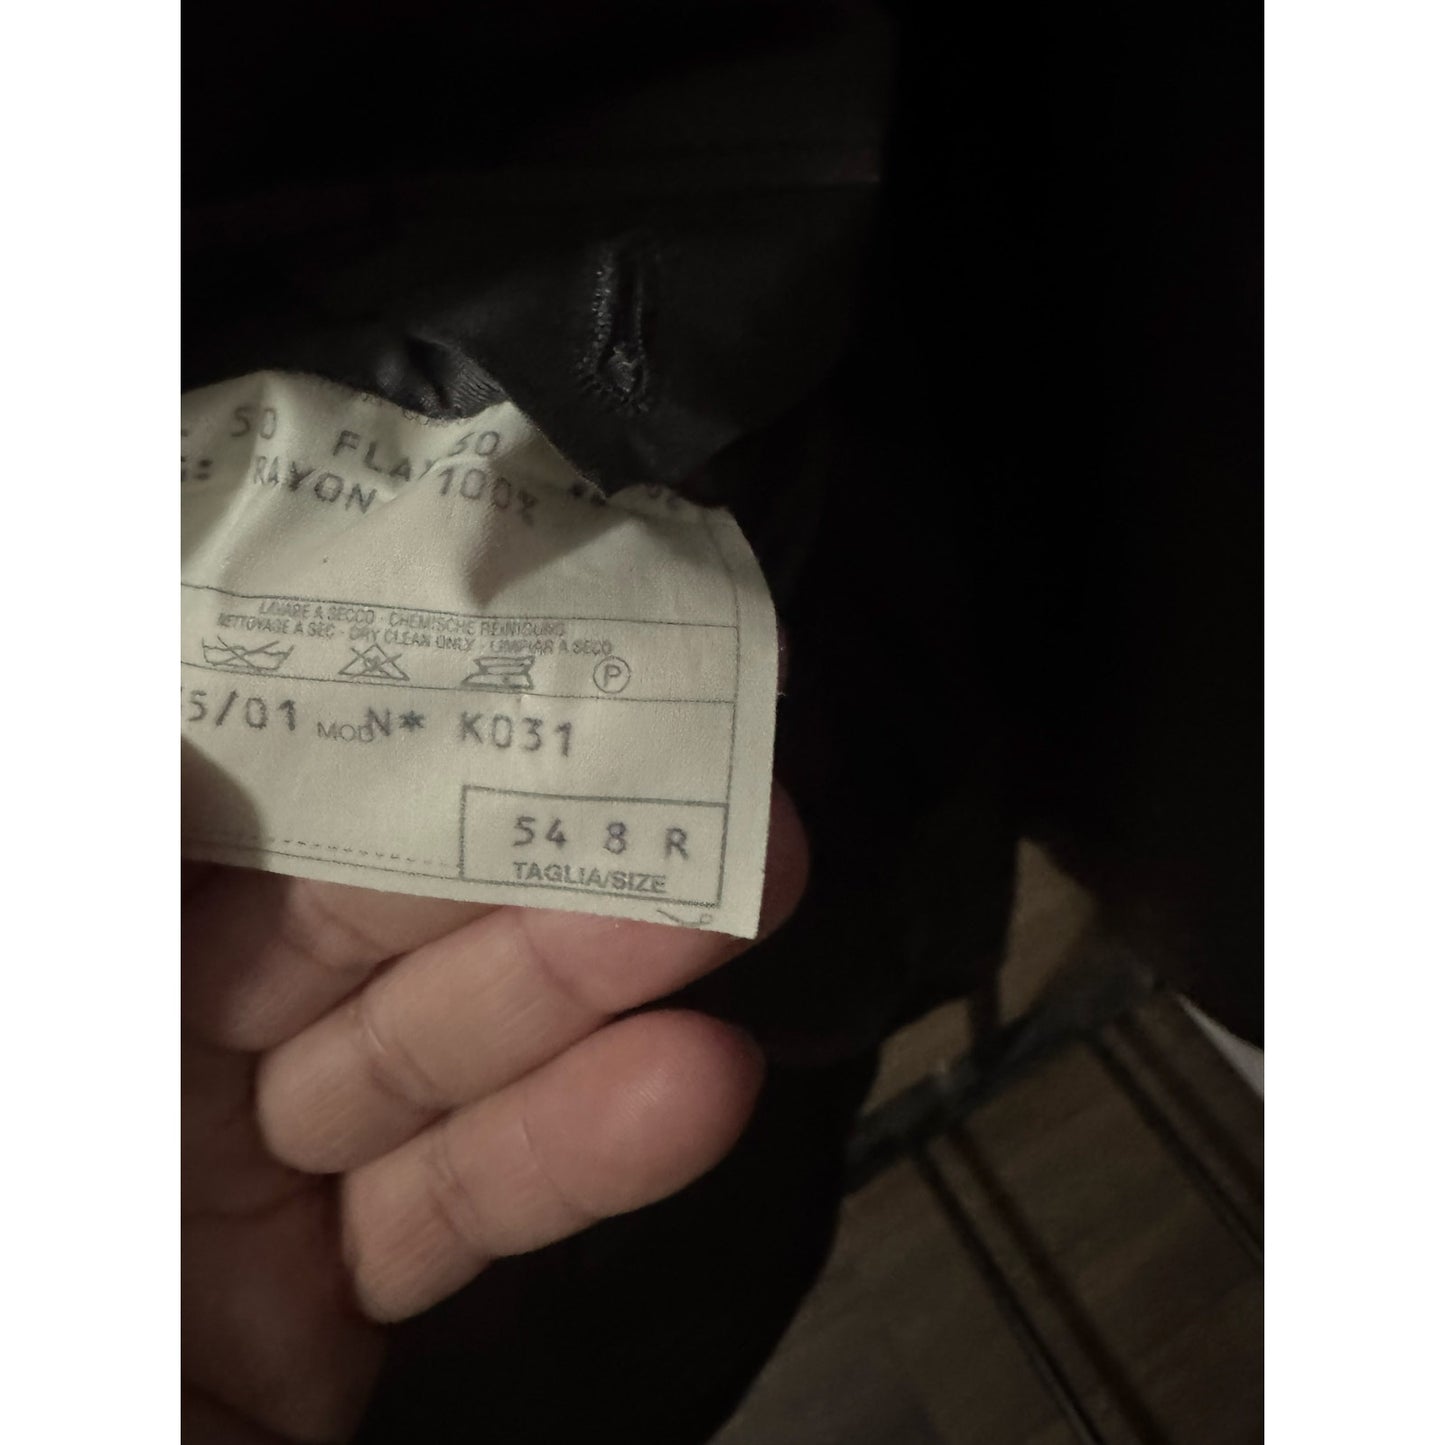 50 FLAX 50
RAYON 100%
LAVARE A SECCO - CHEMISCHE REINIGUNG
NETTOYAGE A SEC - DRY CLEAN ONLY - LIMPIAR A SECO
P
5/01 MOD N* K031
54 8 R
TAGLIA/SIZE